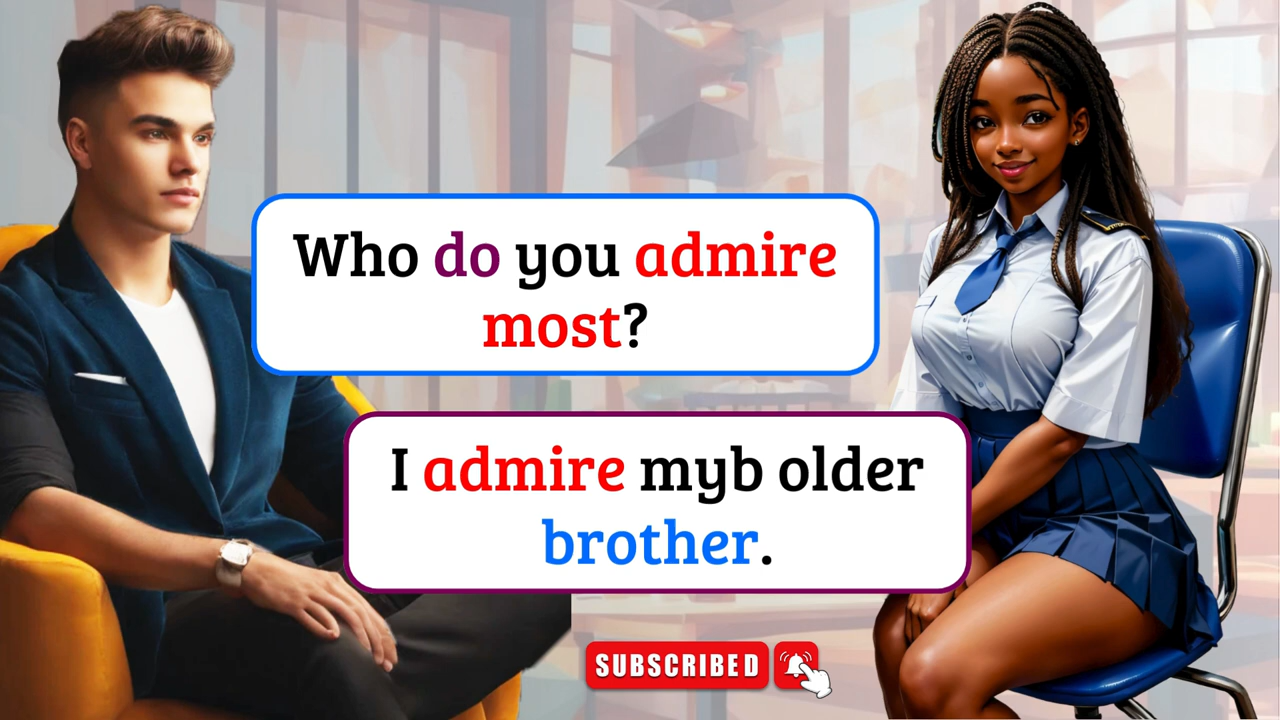 Who do you admire
most?
I admire myb older
brother.
SUBSCRIBED